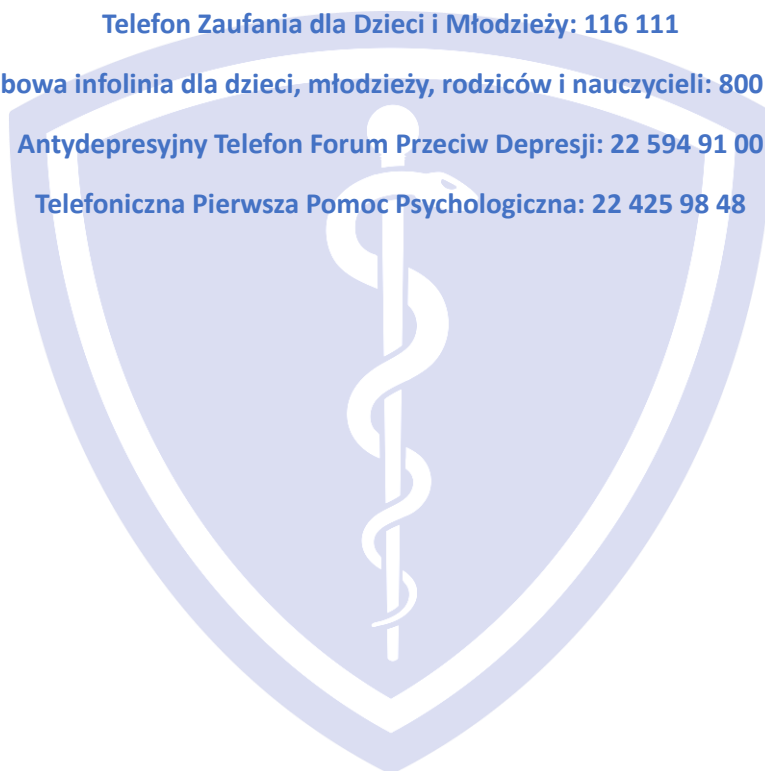 Telefon Zaufania dla Dzieci i Młodzieży: 116 111
bowa infolinia dla dzieci, młodzieży, rodziców i nauczycieli: 800
Antydepresyjny Telefon Forum Przeciw Depresji: 22 594 91 00
Telefoniczna Pierwsza Pomoc Psychologiczna: 22 425 98 48